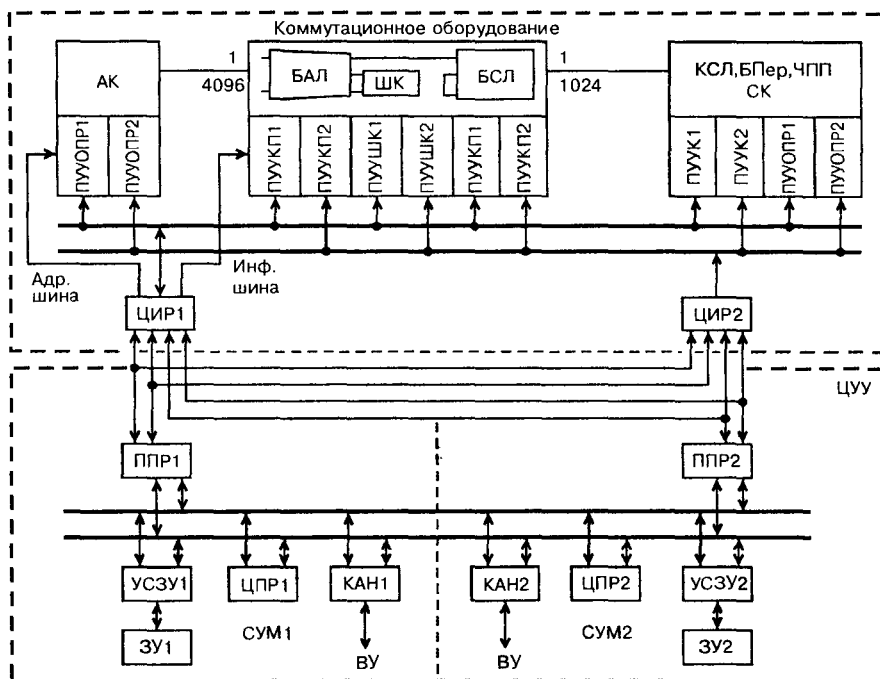 Коммутационное оборудование
АК
1
4096
БАЛ
ШК
БСЛ
1
1024
КСЛ,БПер,ЧПП
СК
ПУУОПР1
ПУУОПР2
ПУУКП1
ПУУКП2
ПУУШК1
ПУУШК2
ПУУКП1
ПУУКП2
ПУУК1
ПУУК2
ПУУОПР1
ПУУОПР2
Адр.
шина
Инф.
шина
ЦИР1
ЦИР2
ЦУУ
ППР1
ППР2
УСЗУ1
ЦПР1
КАН1
КАН2
ЦПР2
УСЗУ2
ЗУ1
СУМ1
ВУ
ВУ
СУМ2
ЗУ2